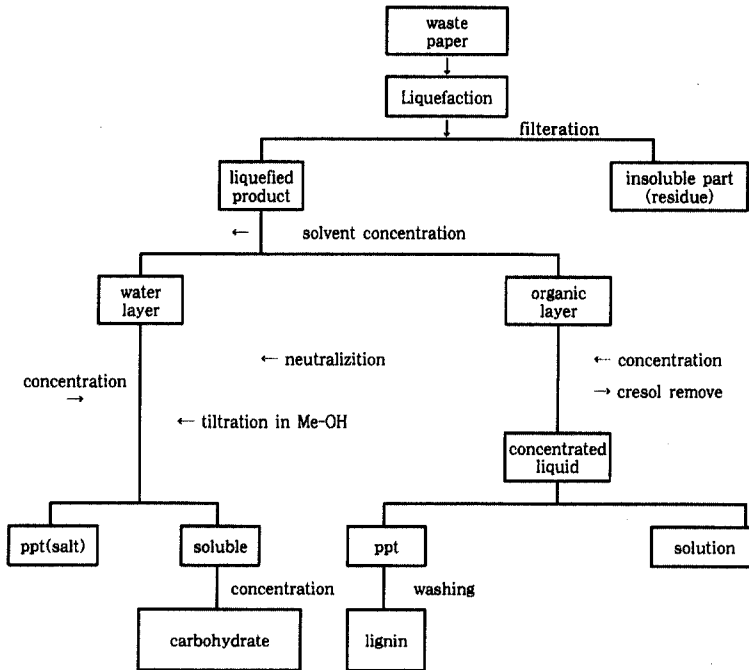 waste
paper
↓
Liquefaction
↓
filteration
liquefied
product
insoluble part
(residue)
← solvent concentration
water
layer
organic
layer
← neutralizition
← concentration
concentration
→
→ cresol remove
← tiltration in Me-OH
concentrated
liquid
ppt(salt)
soluble
ppt
solution
concentration
washing
carbohydrate
lignin